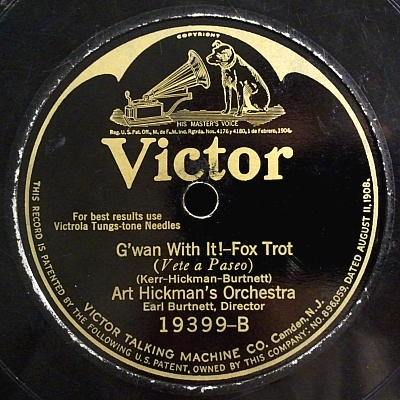 COPYRIGHT
HIS MASTER'S VOICE
Reg. U.S. Pat. Off., M. de F., M. Ind. Rgtrda. Nos. 4176 y 4180, 1 de Febrero, 1904.
Victor
For best results use
Victrola Tungs-tone Needles
G'wan With It!-Fox Trot
(Vete a Paseo)
(Kerr-Hickman-Burtnett)
Art Hickman's Orchestra
Earl Burtnett, Director
19399-B
VICTOR TALKING MACHINE CO. Camden, N.J.
THIS RECORD IS PATENTED BY THE FOLLOWING U.S. PATENT, OWNED BY THIS COMPANY: NO. 896,059, DATED AUGUST 11, 1908.